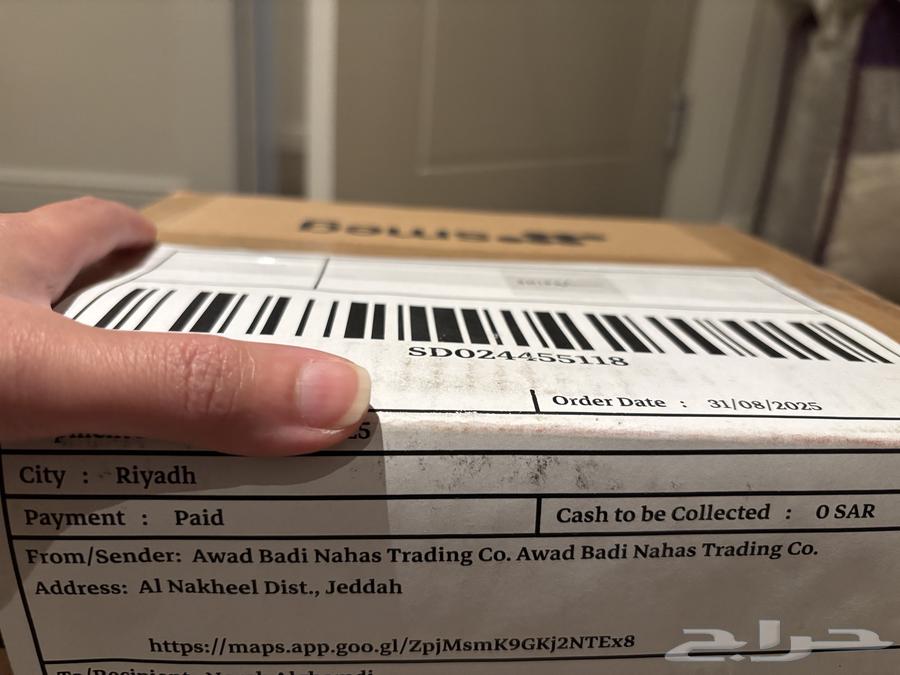 SD024455118
Order Date : 31/08/2025
25
City : Riyadh
Payment : Paid
Cash to be Collected : 0 SAR
From/Sender: Awad Badi Nahas Trading Co. Awad Badi Nahas Trading Co.
Address: Al Nakheel Dist., Jeddah
https://maps.app.goo.gl/ZpjMsmK9GKj2NTEx8
حراج